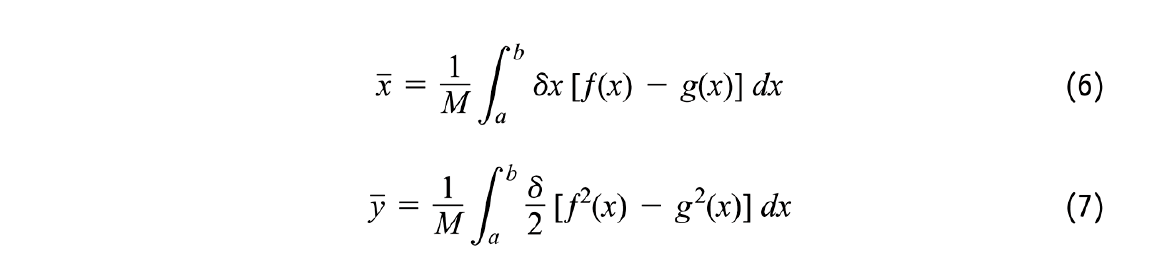 x̄ = 1/M ∫_a^b δx [f(x) − g(x)] dx (6)
ȳ = 1/M ∫_a^b δ/2 [f²(x) − g²(x)] dx (7)